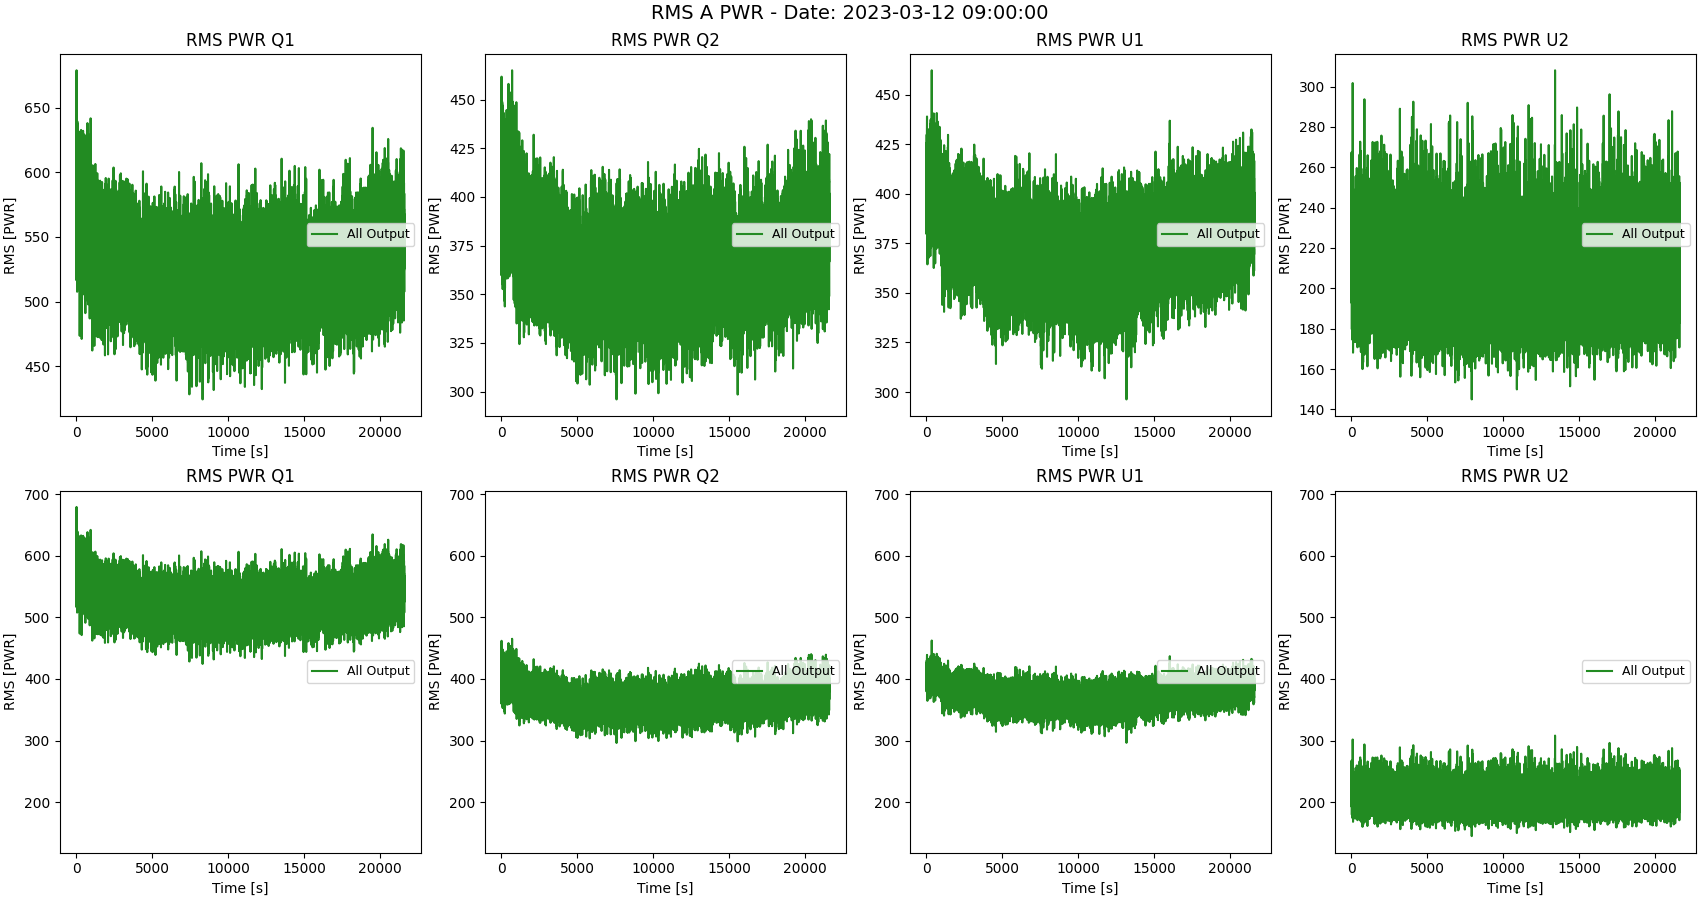 RMS A PWR - Date: 2023-03-12 09:00:00
RMS PWR Q1
RMS [PWR]
650
600
550
500
450
0 5000 10000 15000 20000
Time [s]
All Output
RMS PWR Q2
RMS [PWR]
450
425
400
375
350
325
300
0 5000 10000 15000 20000
Time [s]
All Output
RMS PWR U1
RMS [PWR]
450
425
400
375
350
325
300
0 5000 10000 15000 20000
Time [s]
All Output
RMS PWR U2
RMS [PWR]
300
280
260
240
220
200
180
160
140
0 5000 10000 15000 20000
Time [s]
All Output
RMS PWR Q1
RMS [PWR]
700
600
500
400
300
200
0 5000 10000 15000 20000
Time [s]
All Output
RMS PWR Q2
RMS [PWR]
700
600
500
400
300
200
0 5000 10000 15000 20000
Time [s]
All Output
RMS PWR U1
RMS [PWR]
700
600
500
400
300
200
0 5000 10000 15000 20000
Time [s]
All Output
RMS PWR U2
RMS [PWR]
700
600
500
400
300
200
0 5000 10000 15000 20000
Time [s]
All Output